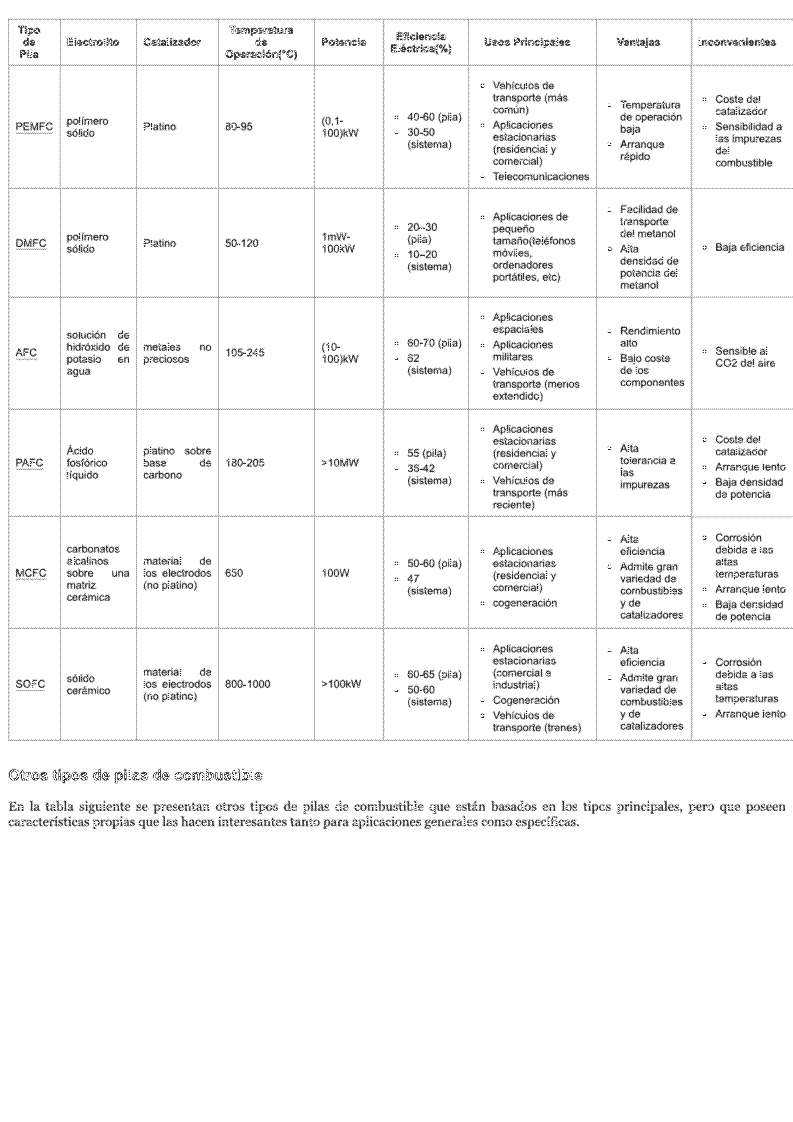 Tipo de Pila
Electrolito
Catalizador
Temperatura de Operación(°C)
Potencia
Eficiencia Eléctrica(%)
Usos Principales
Ventajas
Inconvenientes
PEMFC
polímero sólido
Platino
80-95
(0,1-100)kW
40-60 (pila)
30-50 (sistema)
Vehículos de transporte (más común)
Aplicaciones estacionarias (residencial y comercial)
Telecomunicaciones
Temperatura de operación baja
Arranque rápido
Coste del catalizador
Sensibilidad a las impurezas del combustible
DMFC
polímero sólido
Platino
50-120
1mW-100kW
20–30 (pila)
10–20 (sistema)
Aplicaciones de pequeño tamaño(teléfonos móviles, ordenadores portátiles, etc)
Facilidad de transporte del metanol
Alta densidad de potencia del metanol
Baja eficiencia
AFC
solución de hidróxido de potasio en agua
metales no preciosos
105-245
(10-100)kW
60-70 (pila)
62 (sistema)
Aplicaciones espaciales
Aplicaciones militares
Vehículos de transporte (menos extendido)
Rendimiento alto
Bajo coste de los componentes
Sensible al CO2 del aire
PAFC
Ácido fosfórico líquido
platino sobre base de carbono
180-205
>10MW
55 (pila)
38-42 (sistema)
Aplicaciones estacionarias (residencial y comercial)
Vehículos de transporte (más reciente)
Alta tolerancia a las impurezas
Coste del catalizador
Arranque lento
Baja densidad de potencia
MCFC
carbonatos alcalinos sobre una matriz cerámica
material de los electrodos (no platino)
650
100W
50-60 (pila)
47 (sistema)
Aplicaciones estacionarias (residencial y comercial)
cogeneración
Alta eficiencia
Admite gran variedad de combustibles y de catalizadores
Corrosión debida a las altas temperaturas
Arranque lento
Baja densidad de potencia
SOFC
sólido cerámico
material de los electrodos (no platino)
800-1000
>100kW
60-65 (pila)
50-60 (sistema)
Aplicaciones estacionarias (comercial e industrial)
Cogeneración
Vehículos de transporte (trenes)
Alta eficiencia
Admite gran variedad de combustibles y de catalizadores
Corrosión debida a las altas temperaturas
Arranque lento
Otros tipos de pilas de combustible
En la tabla siguiente se presentan otros tipos de pilas de combustible que están basados en los tipos principales, pero que poseen
características propias que las hacen interesantes tanto para aplicaciones generales como específicas.